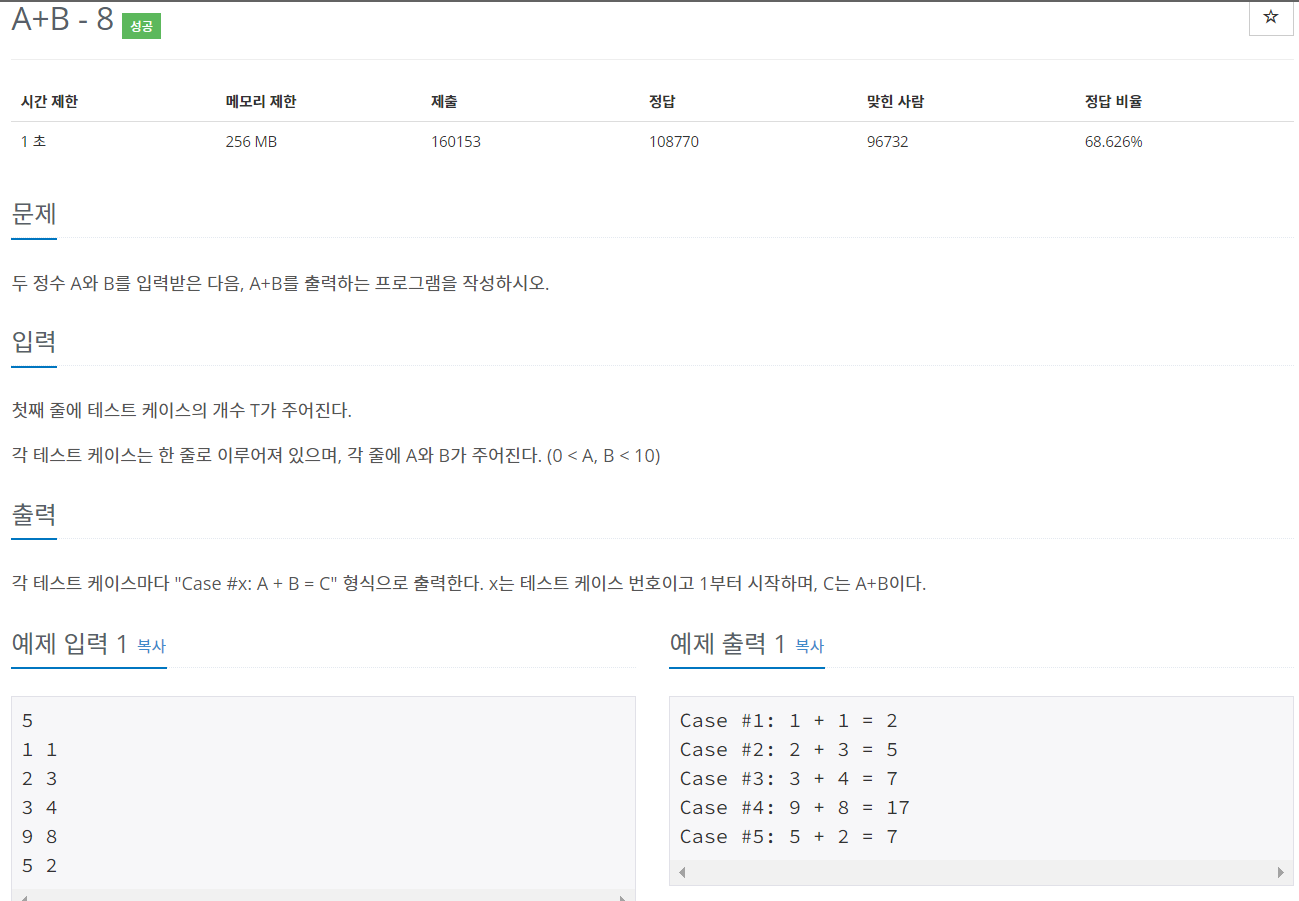 A+B - 8 성공
☆
시간 제한 메모리 제한 제출 정답 맞힌 사람 정답 비율
1 초 256 MB 160153 108770 96732 68.626%
문제
두 정수 A와 B를 입력받은 다음, A+B를 출력하는 프로그램을 작성하시오.
입력
첫째 줄에 테스트 케이스의 개수 T가 주어진다.
각 테스트 케이스는 한 줄로 이루어져 있으며, 각 줄에 A와 B가 주어진다. (0 < A, B < 10)
출력
각 테스트 케이스마다 "Case #x: A + B = C" 형식으로 출력한다. x는 테스트 케이스 번호이고 1부터 시작하며, C는 A+B이다.
예제 입력 1 복사
5
1 1
2 3
3 4
9 8
5 2
예제 출력 1 복사
Case #1: 1 + 1 = 2
Case #2: 2 + 3 = 5
Case #3: 3 + 4 = 7
Case #4: 9 + 8 = 17
Case #5: 5 + 2 = 7